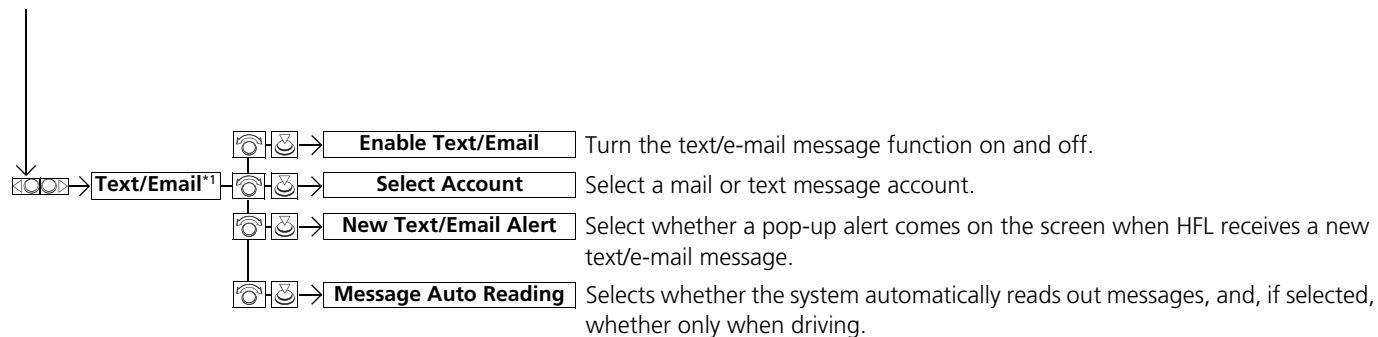 Enable Text/Email Turn the text/e-mail message function on and off.
Text/Email*1 Select Account Select a mail or text message account.
New Text/Email Alert Select whether a pop-up alert comes on the screen when HFL receives a new
text/e-mail message.
Message Auto Reading Selects whether the system automatically reads out messages, and, if selected,
whether only when driving.